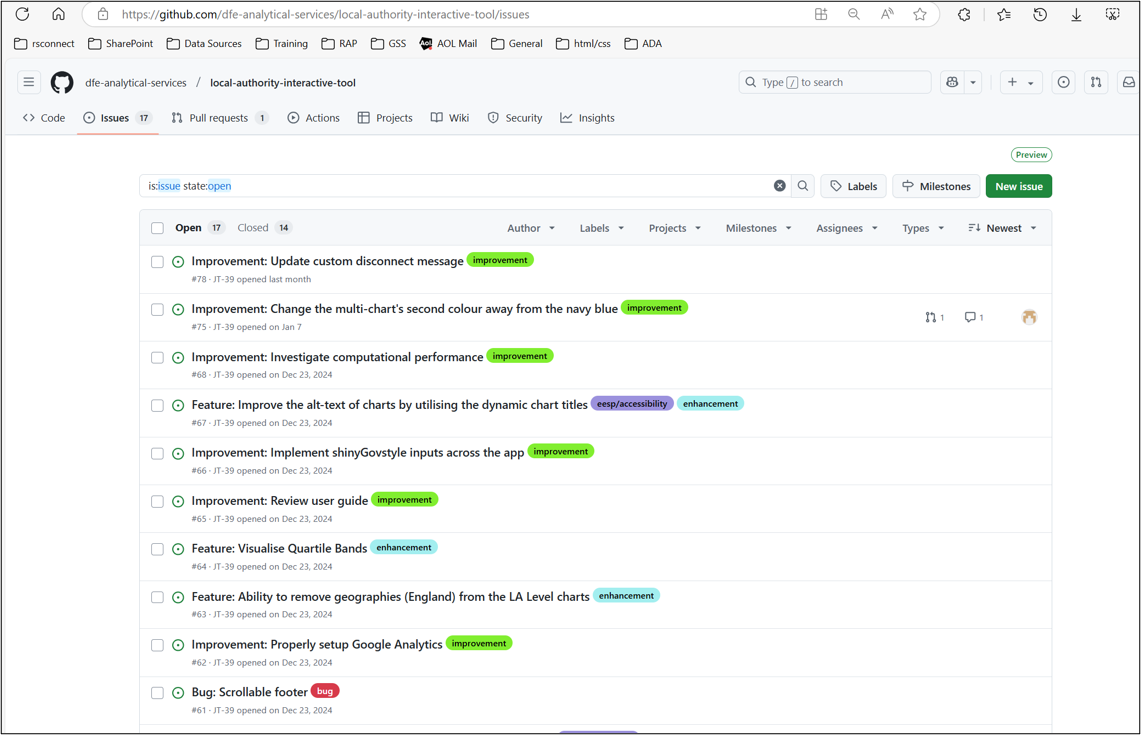 https://github.com/dfe-analytical-services/local-authority-interactive-tool/issues
rsconnect SharePoint Data Sources Training RAP GSS AOL Mail General html/css ADA
dfe-analytical-services / local-authority-interactive-tool Type / to search
Code Issues 17 Pull requests 1 Actions Projects Wiki Security Insights
Preview
is:issue state:open Labels Milestones New issue
Open 17 Closed 14 Author Labels Projects Milestones Assignees Types Newest
Improvement: Update custom disconnect message improvement
#78 · JT-39 opened last month
Improvement: Change the multi-chart's second colour away from the navy blue improvement
#75 · JT-39 opened on Jan 7 1 1
Improvement: Investigate computational performance improvement
#68 · JT-39 opened on Dec 23, 2024
Feature: Improve the alt-text of charts by utilising the dynamic chart titles eesp/accessibility enhancement
#67 · JT-39 opened on Dec 23, 2024
Improvement: Implement shinyGovstyle inputs across the app improvement
#66 · JT-39 opened on Dec 23, 2024
Improvement: Review user guide improvement
#65 · JT-39 opened on Dec 23, 2024
Feature: Visualise Quartile Bands enhancement
#64 · JT-39 opened on Dec 23, 2024
Feature: Ability to remove geographies (England) from the LA Level charts enhancement
#63 · JT-39 opened on Dec 23, 2024
Improvement: Properly setup Google Analytics improvement
#62 · JT-39 opened on Dec 23, 2024
Bug: Scrollable footer bug
#61 · JT-39 opened on Dec 23, 2024